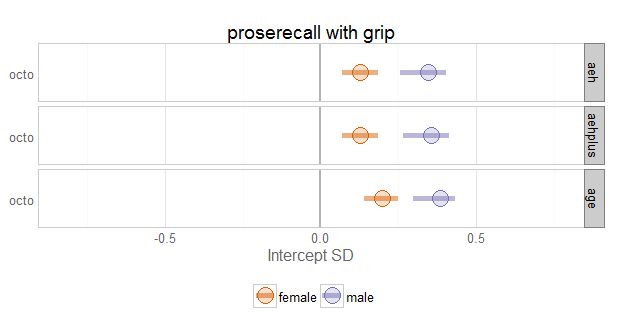 proserecall with grip
octo
aeh
octo
aehplus
octo
age
-0.5 0.0 0.5
Intercept SD
female male